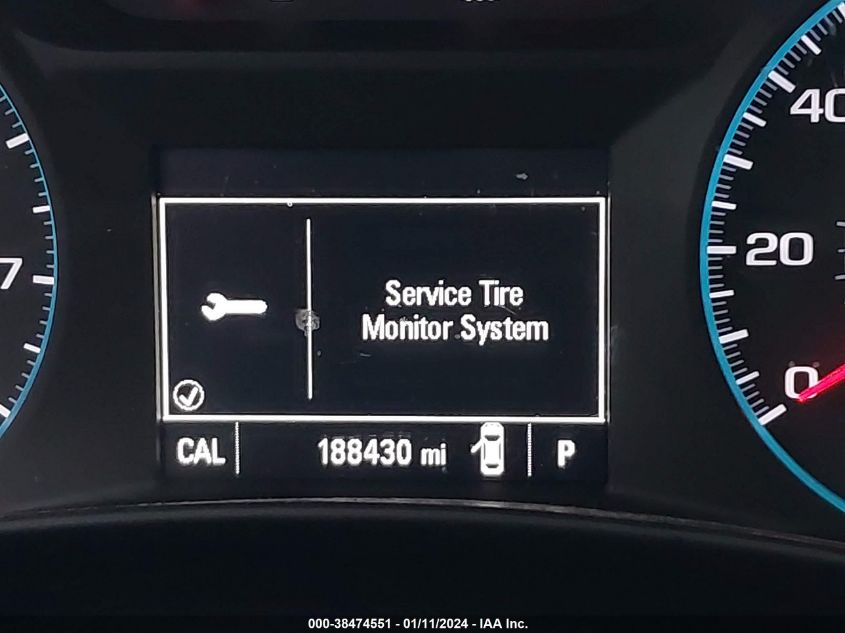 40
7
20
0
Service Tire
Monitor System
CAL
188430 mi
P
000-38474551 - 01/11/2024 - IAA Inc.